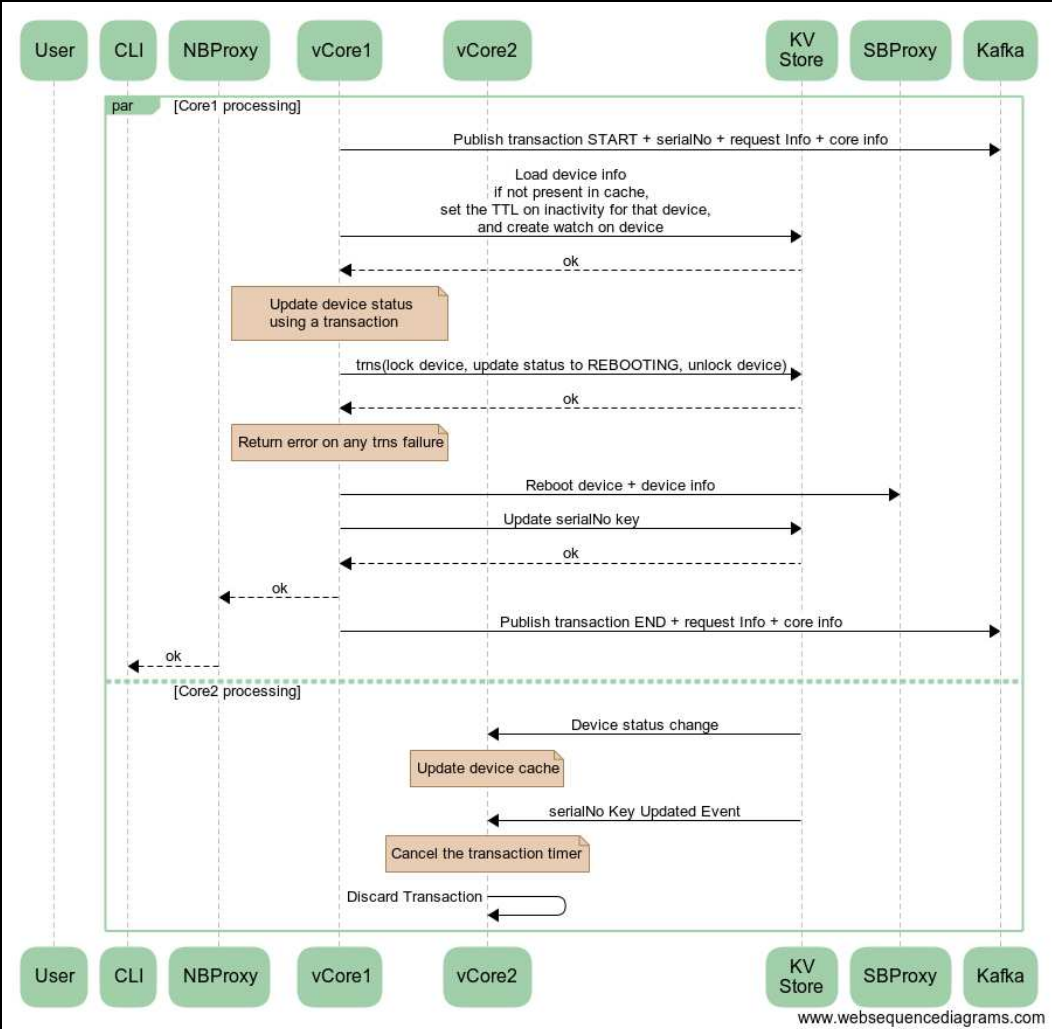 User CLI NBProxy vCore1 vCore2 KV SBProxy Kafka
Store
par [Core1 processing]
Publish transaction START + serialNo + request Info + core info
Load device info
if not present in cache,
set the TTL on inactivity for that device,
and create watch on device
ok
Update device status
using a transaction
trns(lock device, update status to REBOOTING, unlock device)
ok
Return error on any trns failure
Reboot device + device info
Update serialNo key
ok
ok
Publish transaction END + request Info + core info
ok
[Core2 processing]
Device status change
Update device cache
serialNo Key Updated Event
Cancel the transaction timer
Discard Transaction
User CLI NBProxy vCore1 vCore2 KV SBProxy Kafka
Store
www.websequencediagrams.com